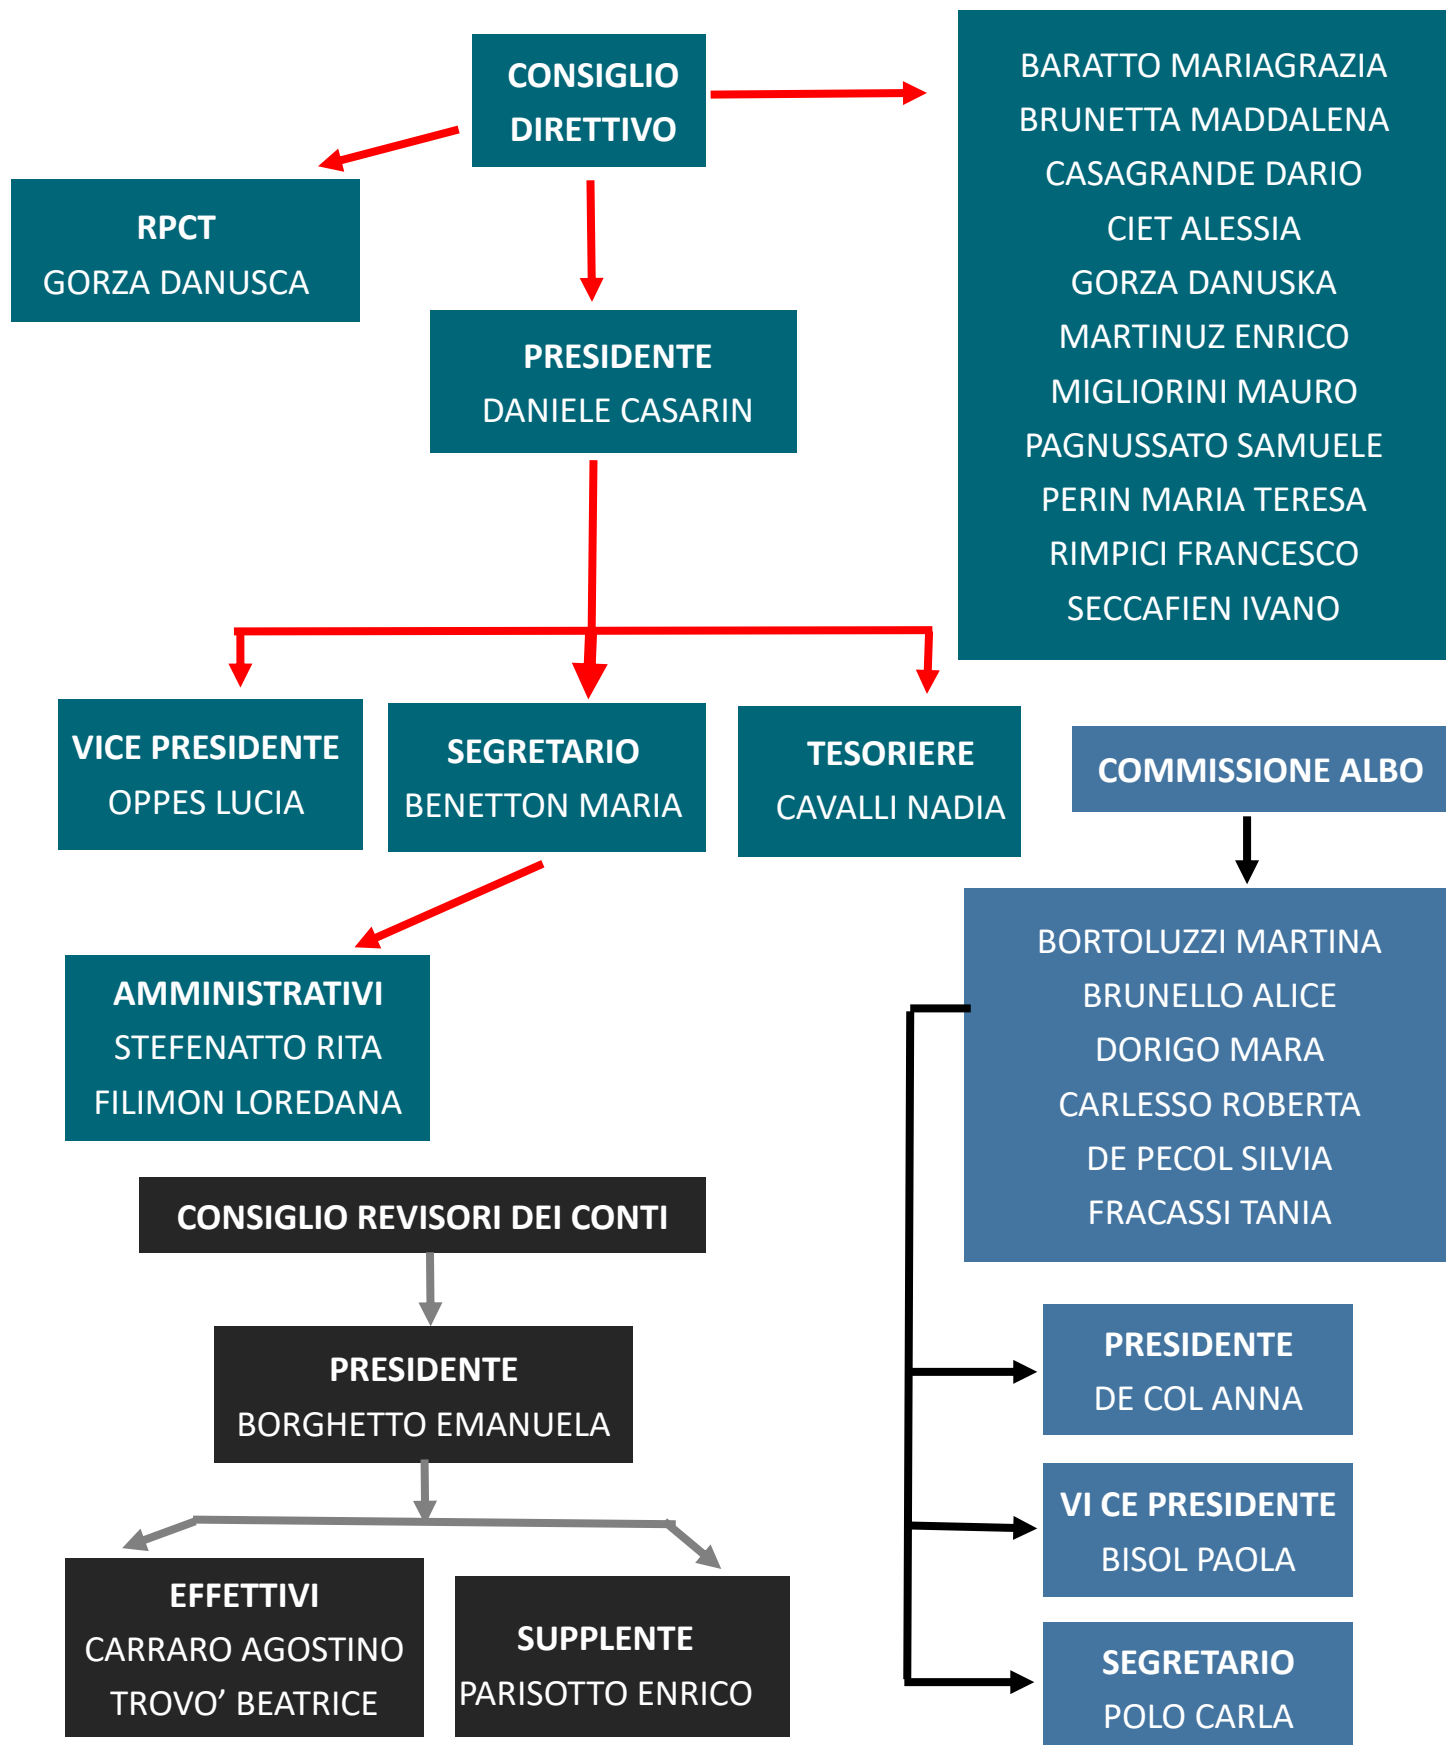 CONSIGLIO
DIRETTIVO
BARATTO MARIAGRAZIA
BRUNETTA MADDALENA
CASAGRANDE DARIO
CIET ALESSIA
GORZA DANUSKA
MARTINUZ ENRICO
MIGLIORINI MAURO
PAGNUSSATO SAMUELE
PERIN MARIA TERESA
RIMPICI FRANCESCO
SECCAFIEN IVANO
RPCT
GORZA DANUSCA
PRESIDENTE
DANIELE CASARIN
VICE PRESIDENTE
OPPES LUCIA
SEGRETARIO
BENETTON MARIA
TESORIERE
CAVALLI NADIA
AMMINISTRATIVI
STEFENATTO RITA
FILIMON LOREDANA
COMMISSIONE ALBO
BORTOLUZZI MARTINA
BRUNELLO ALICE
DORIGO MARA
CARLESSO ROBERTA
DE PECOL SILVIA
FRACASSI TANIA
PRESIDENTE
DE COL ANNA
VI CE PRESIDENTE
BISOL PAOLA
SEGRETARIO
POLO CARLA
CONSIGLIO REVISORI DEI CONTI
PRESIDENTE
BORGHETTO EMANUELA
EFFETTIVI
CARRARO AGOSTINO
TROVO’ BEATRICE
SUPPLENTE
PARISOTTO ENRICO